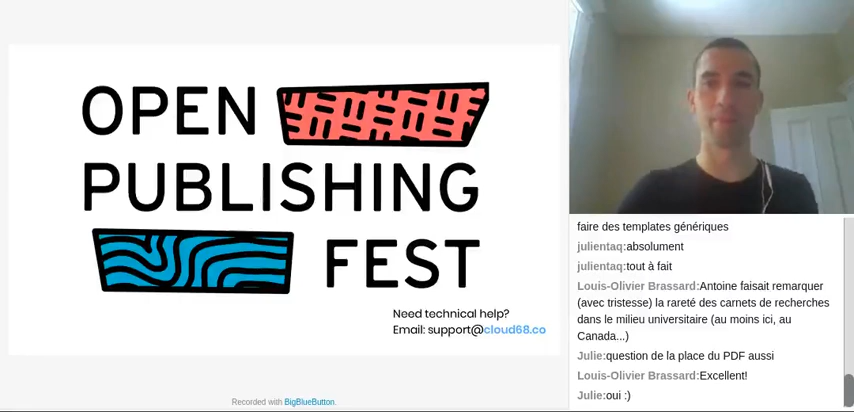 OPEN
PUBLISHING
FEST
Need technical help?
Email: support@cloud68.co
Recorded with BigBlueButton.
faire des templates génériques
julientaq:absolument
julientaq:tout à fait
Louis-Olivier Brassard:Antoine faisait remarquer
(avec tristesse) la rareté des carnets de recherches
dans le milieu universitaire (au moins ici, au
Canada...)
Julie:question de la place du PDF aussi
Louis-Olivier Brassard:Excellent!
Julie:oui :)